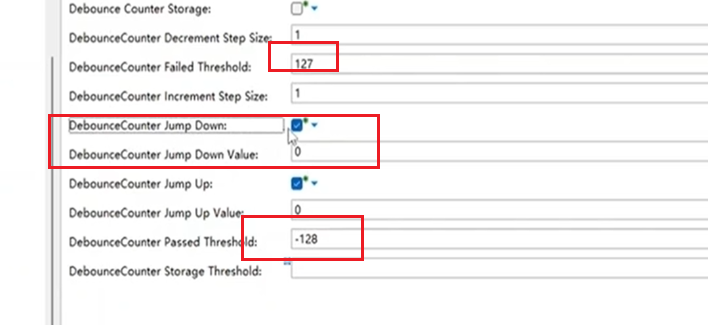 Debounce Counter Storage:
DebounceCounter Decrement Step Size: 1
DebounceCounter Failed Threshold: 127
DebounceCounter Increment Step Size: 1
DebounceCounter Jump Down:
DebounceCounter Jump Down Value: 0
DebounceCounter Jump Up:
DebounceCounter Jump Up Value: 0
DebounceCounter Passed Threshold: -128
DebounceCounter Storage Threshold: